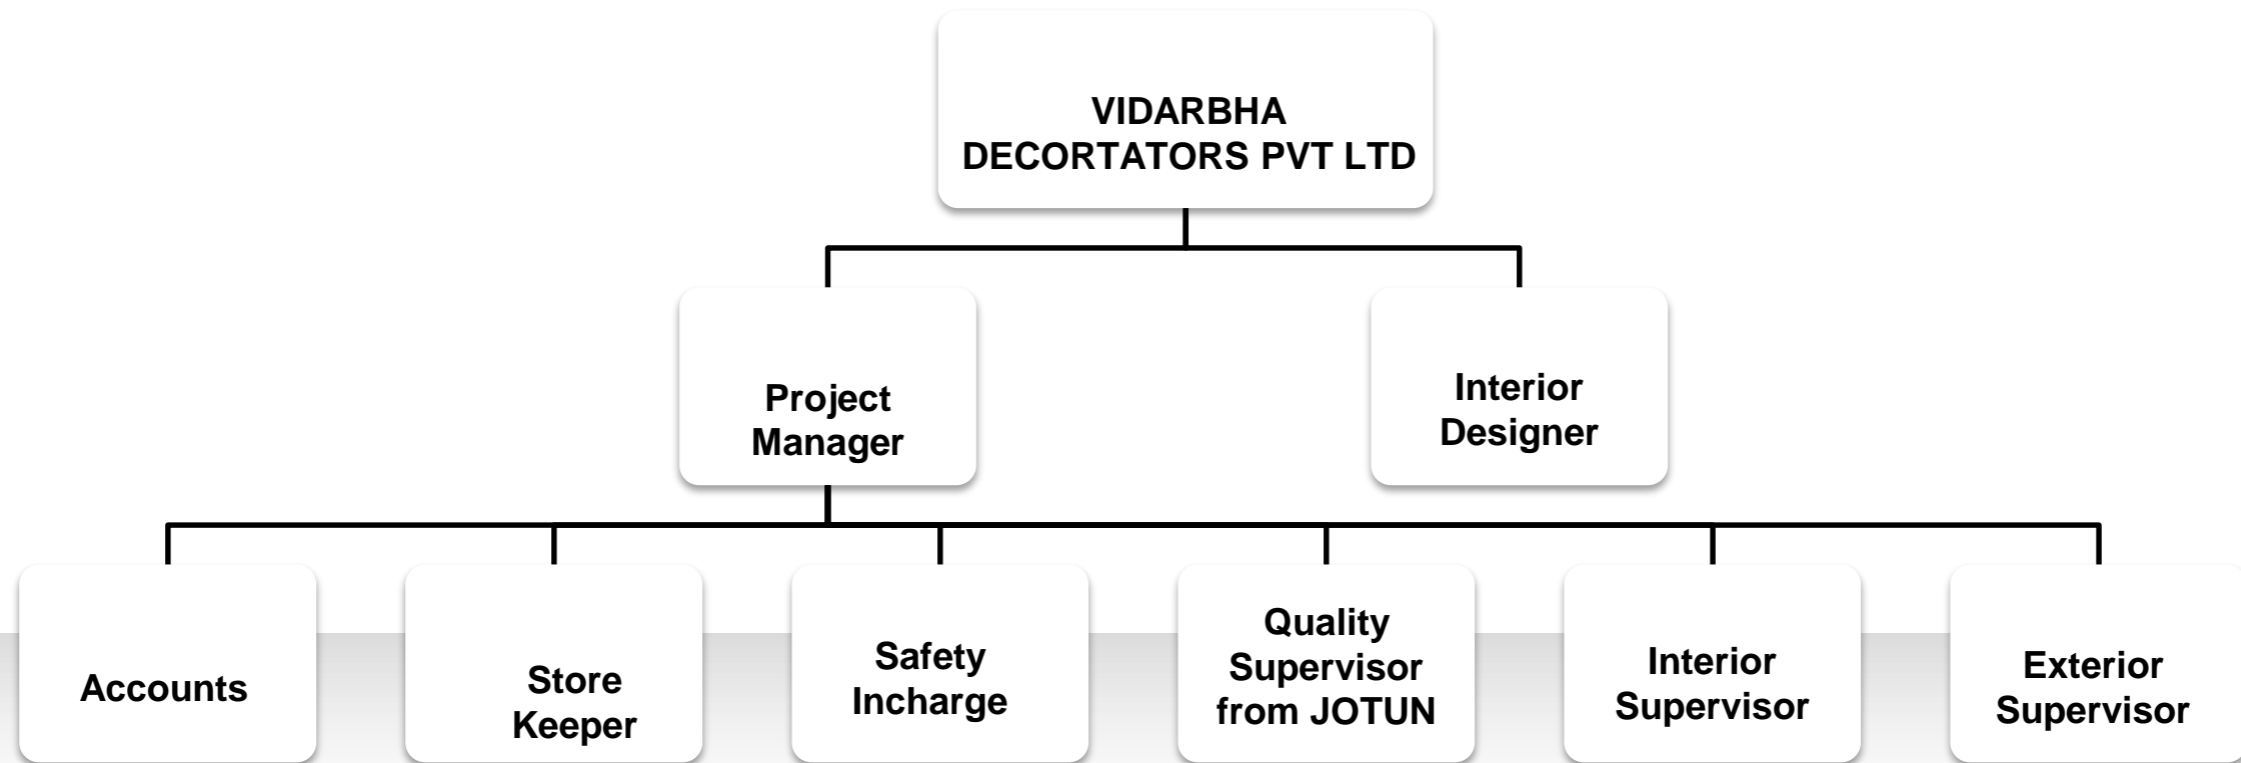 VIDARBHA
DECORTATORS PVT LTD
Project
Manager
Interior
Designer
Accounts
Store
Keeper
Safety
Incharge
Quality
Supervisor
from JOTUN
Interior
Supervisor
Exterior
Supervisor